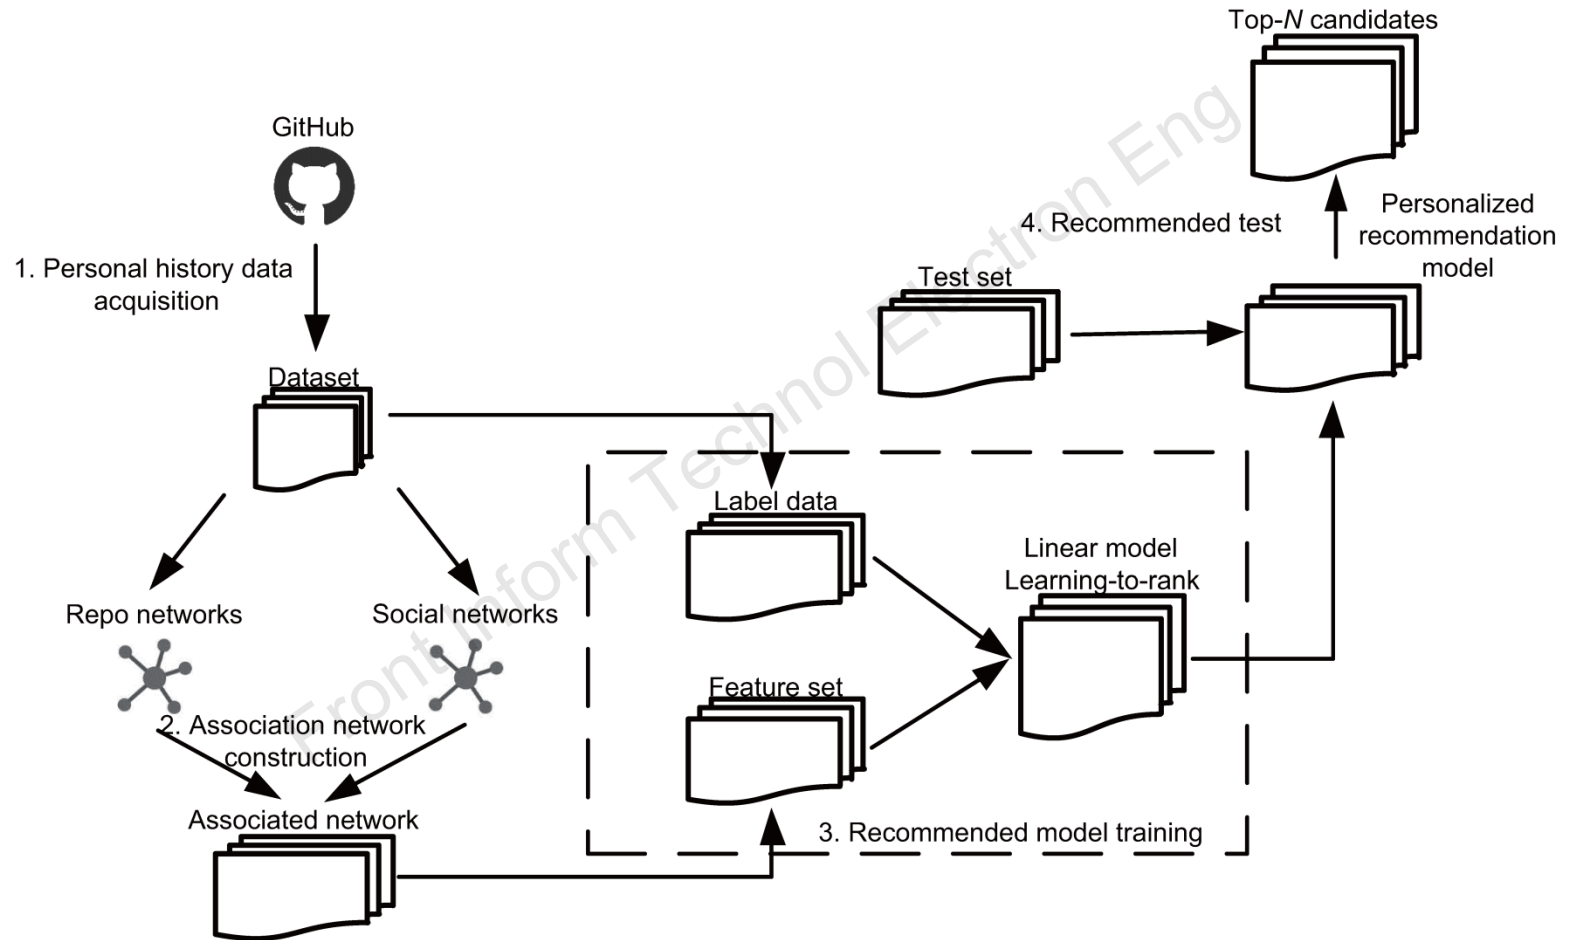 Top-N candidates
GitHub
1. Personal history data
acquisition
4. Recommended test
Personalized
recommendation
model
Test set
Dataset
Label data
Linear model
Learning-to-rank
Repo networks
Social networks
Feature set
2. Association network
construction
Associated network
3. Recommended model training
Front Inform Technol Electron Eng